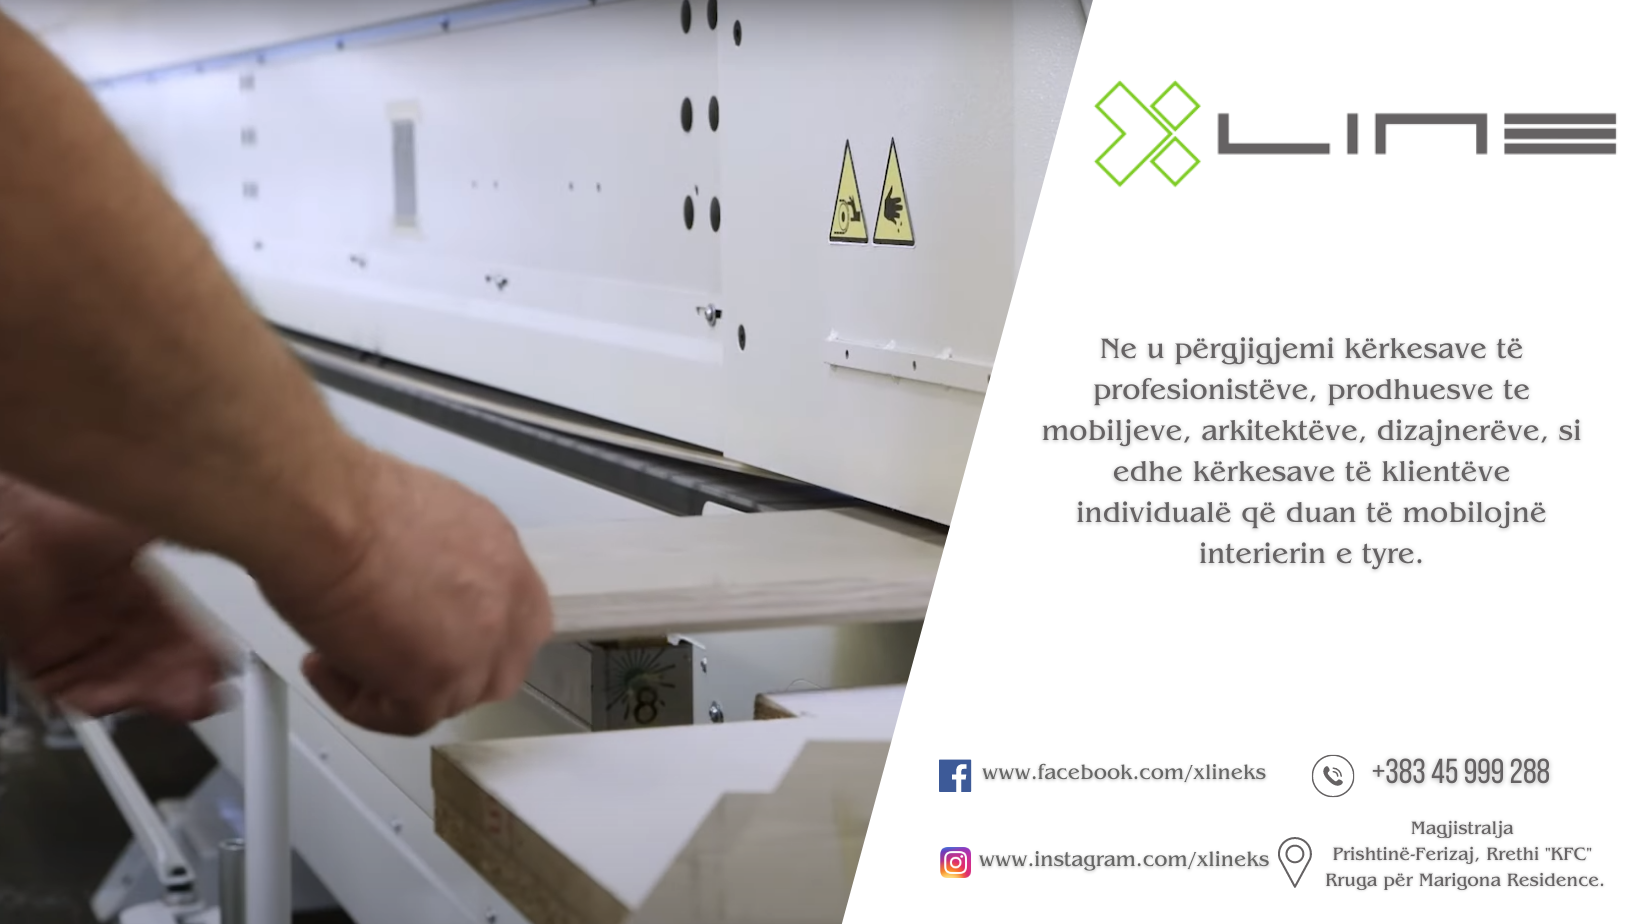 X LINE
Ne u përgjigjemi kërkesave të
profesionistëve, prodhuesve te
mobiljeve, arkitektëve, dizajnerëve, si
edhe kërkesave të klientëve
individualë që duan të mobilojnë
interierin e tyre.
www.facebook.com/xlineks
+383 45 999 288
www.instagram.com/xlineks
Magjistralja
Prishtinë-Ferizaj, Rrethi "KFC"
Rruga për Marigona Residence.
8